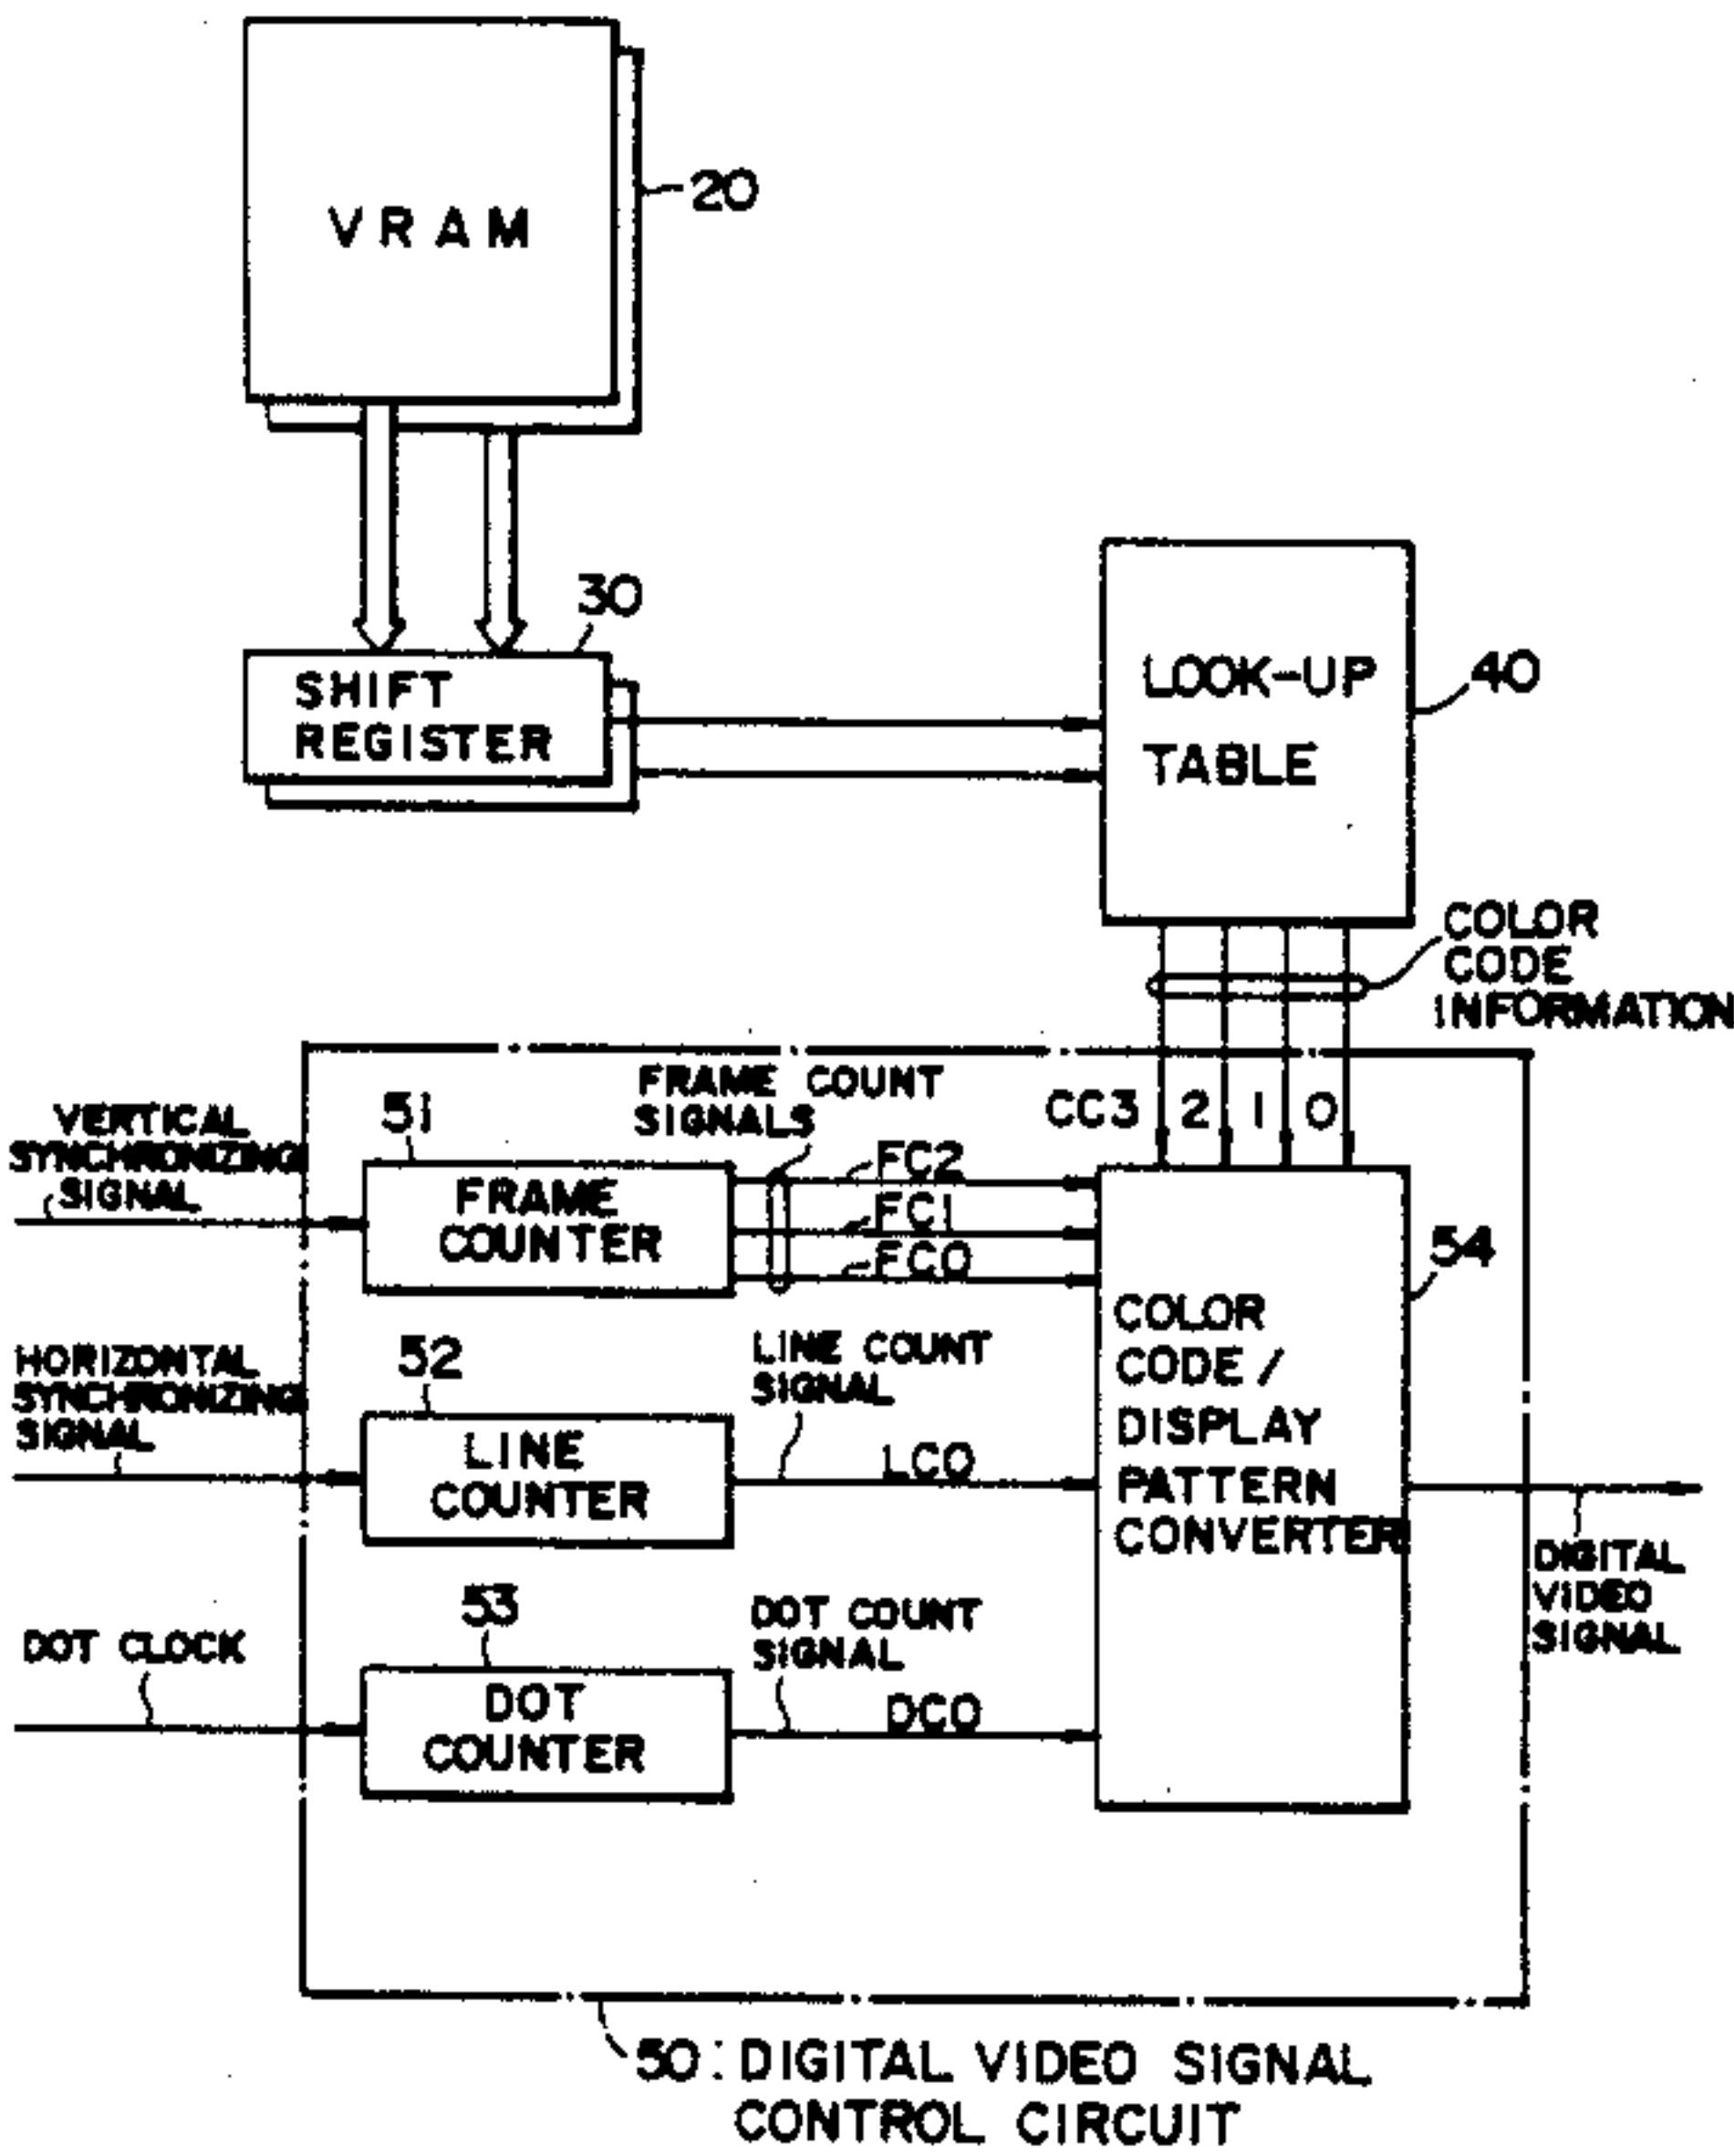 VRAM
20
30
SHIFT
REGISTER
LOOK-UP
TABLE
40
COLOR
CODE
INFORMATION
CC3 2 1 0
FRAME COUNT
SIGNALS
VERTICAL
SYNCHRONIZING
SIGNAL
51
FRAME
COUNTER
FC2
FC1
FC0
54
COLOR
CODE /
DISPLAY
PATTERN
CONVERTER
HORIZONTAL
SYNCHRONIZING
SIGNAL
52
LINE
COUNTER
LINE COUNT
SIGNAL
LC0
DIGITAL
VIDEO
SIGNAL
DOT CLOCK
53
DOT
COUNTER
DOT COUNT
SIGNAL
DC0
50: DIGITAL VIDEO SIGNAL
CONTROL CIRCUIT